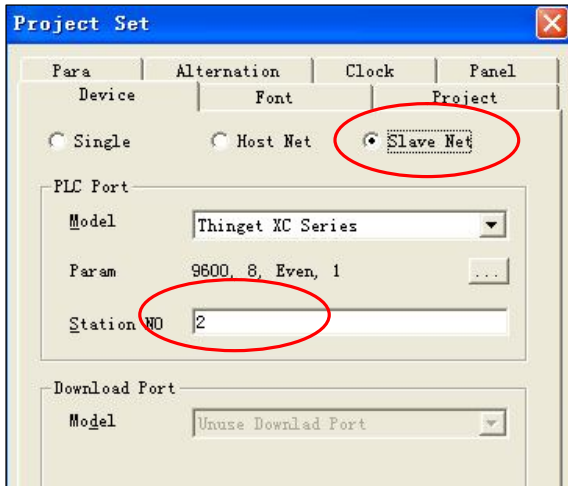 Project Set
Para Alternation Clock Panel
Device Font Project
Single Host Net Slave Net
PLC Port
Model Thinget XC Series
Param 9600, 8, Even, 1 ...
Station NO 2
Download Port
Model Unuse Downlad Port